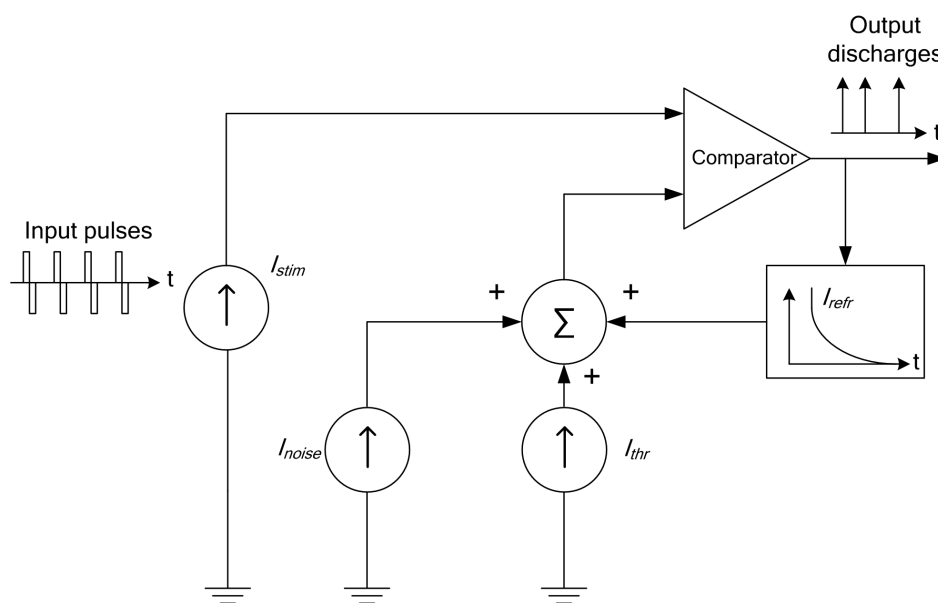 Output
discharges
t
Comparator
Input pulses
t
I_stim
I_refr
t
+
+
Σ
+
I_noise
I_thr